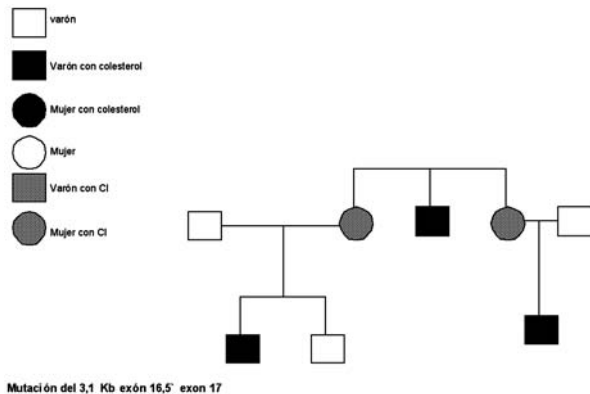 varón
Varón con colesterol
Mujer con colesterol
Mujer
Varón con CI
Mujer con CI
Mutación del 3,1 Kb exón 16,5` exon 17